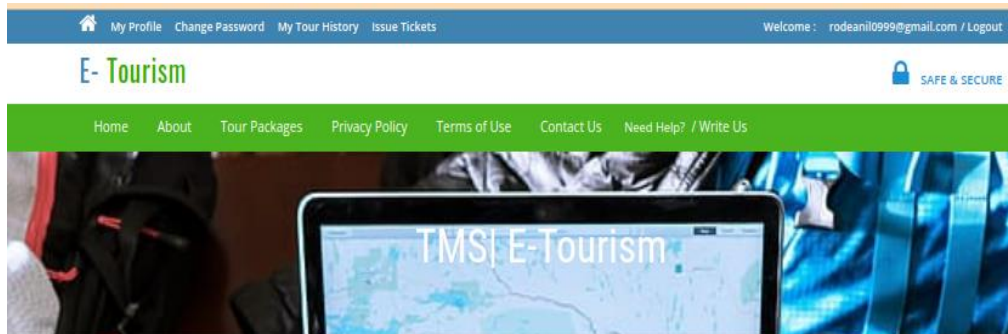 My Profile Change Password My Tour History Issue Tickets Welcome : rodeanil0999@gmail.com / Logout
E- Tourism
SAFE & SECURE
Home About Tour Packages Privacy Policy Terms of Use Contact Us Need Help? / Write Us
TMS| E-Tourism